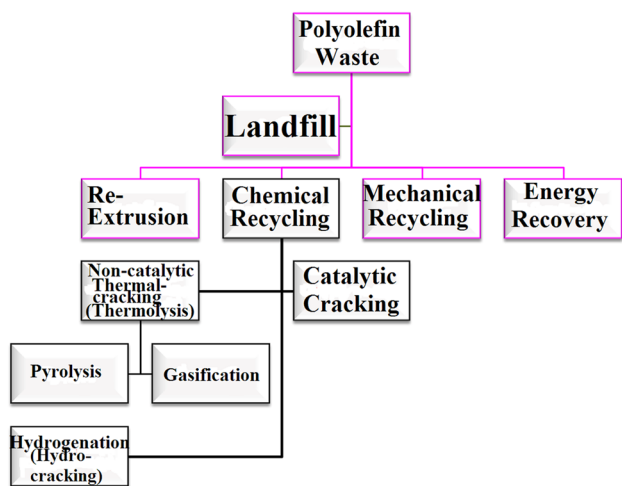 Polyolefin
Waste
Landfill
Re-
Extrusion
Chemical
Recycling
Mechanical
Recycling
Energy
Recovery
Non-catalytic
Thermal-
cracking
(Thermolysis)
Catalytic
Cracking
Pyrolysis
Gasification
Hydrogenation
(Hydro-
cracking)